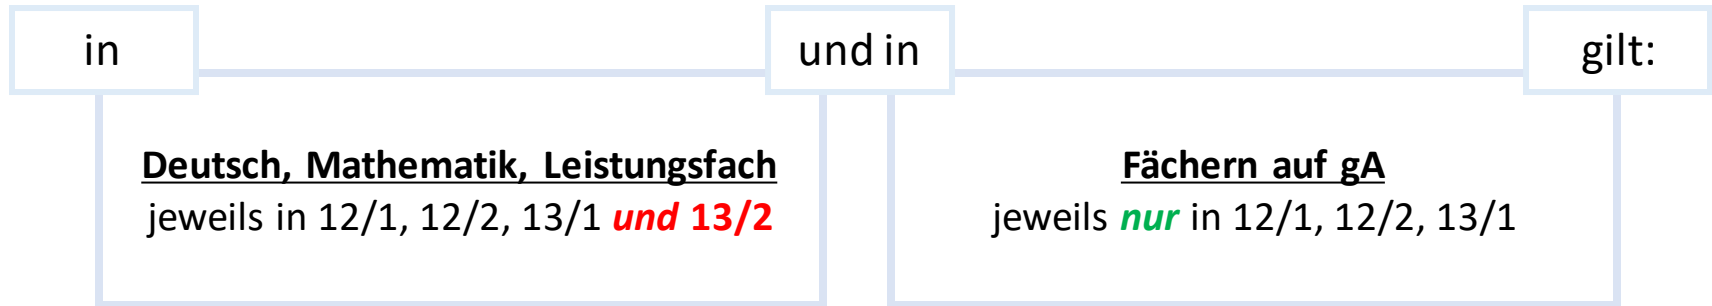 in
und in
gilt:
Deutsch, Mathematik, Leistungsfach
jeweils in 12/1, 12/2, 13/1 und 13/2
Fächern auf gA
jeweils nur in 12/1, 12/2, 13/1